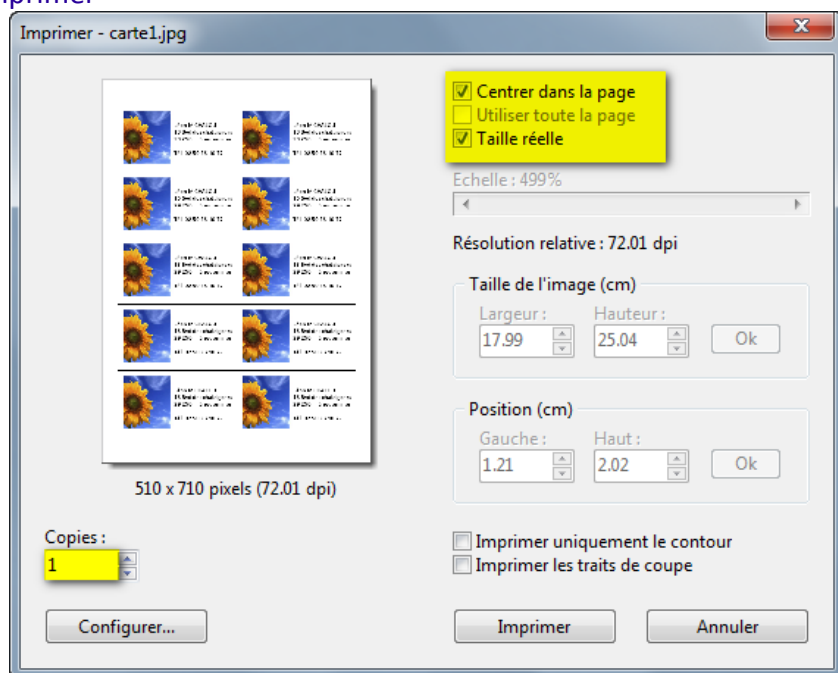 primer
Imprimer - carte1.jpg
Centrer dans la page
Utiliser toute la page
Taille réelle
Echelle : 499%
Résolution relative : 72.01 dpi
Taille de l'image (cm)
Largeur : Hauteur :
17.99 25.04 Ok
Position (cm)
Gauche : Haut :
1.21 2.02 Ok
510 x 710 pixels (72.01 dpi)
Copies :
1
Imprimer uniquement le contour
Imprimer les traits de coupe
Configurer... Imprimer Annuler